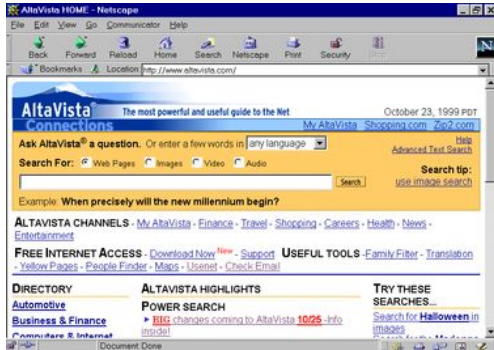 AltaVista HOME - Netscape
File Edit View Go Communicator Help
Back Forward Reload Home Search Netscape Print Security Stop
Bookmarks Location http://www.altavista.com/
AltaVista® The most powerful and useful guide to the Net October 23, 1999 PDT
Connections My AltaVista Shopping.com Zip2.com
Ask AltaVista® a question. Or enter a few words in any language Help
Advanced Text Search
Search For: Web Pages Images Video Audio
Search tip:
Search use image search
Example: When precisely will the new millennium begin?
ALTAVISTA CHANNELS - My AltaVista - Finance - Travel - Shopping - Careers - Health - News -
Entertainment
FREE INTERNET ACCESS - Download Now New - Support USEFUL TOOLS - Family Filter - Translation
- Yellow Pages - People Finder - Maps - Usenet - Check Email
DIRECTORY ALTAVISTA HIGHLIGHTS TRY THESE
Automotive POWER SEARCH SEARCHES...
Business & Finance BIG changes coming to AltaVista 10/25 -Info Search for Halloween in
Computers & Internet inside! images
Document Done